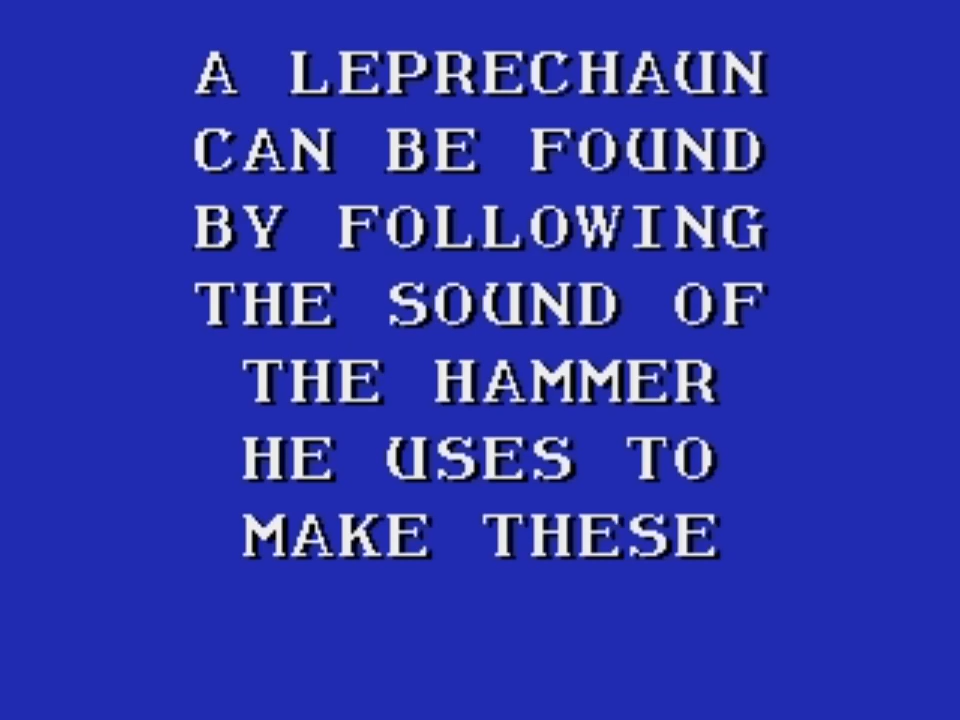 A LEPRECHAUN
CAN BE FOUND
BY FOLLOWING
THE SOUND OF
THE HAMMER
HE USES TO
MAKE THESE